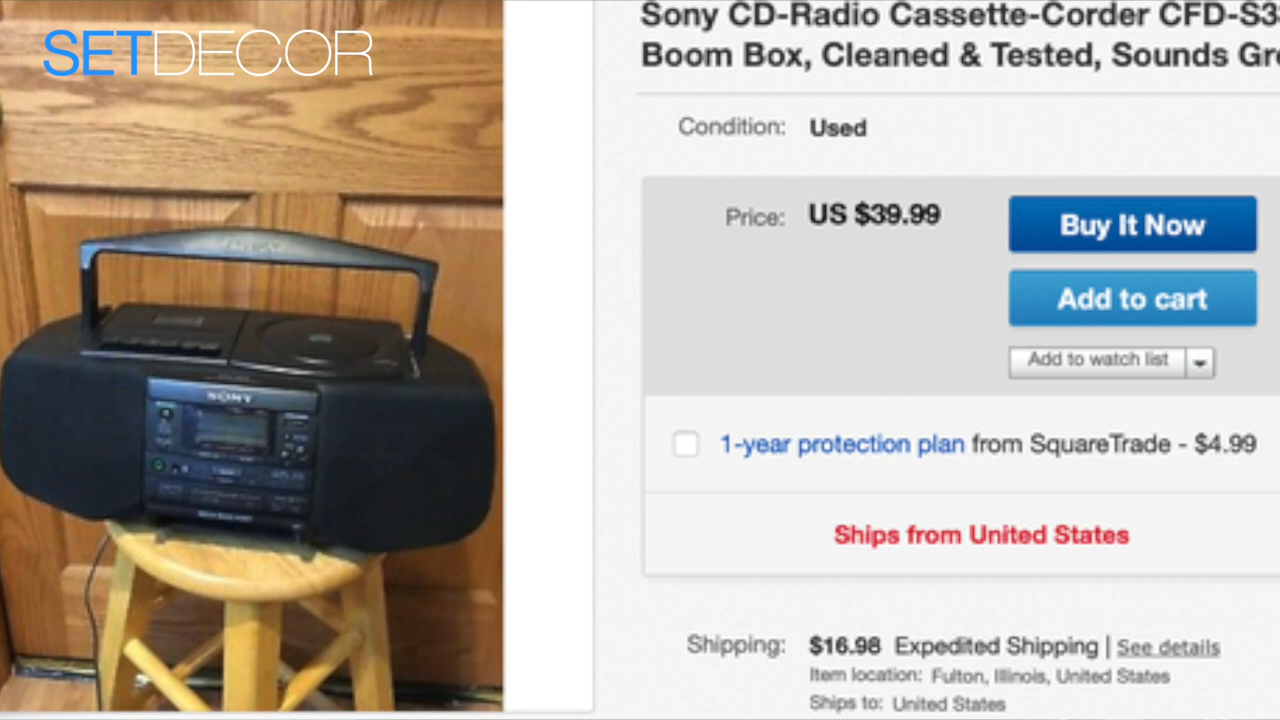 SETDECOR
Sony CD-Radio Cassette-Corder CFD-S3
Boom Box, Cleaned & Tested, Sounds Gr
Condition: Used
Price: US $39.99
Buy It Now
Add to cart
Add to watch list
1-year protection plan from SquareTrade - $4.99
Ships from United States
Shipping: $16.98 Expedited Shipping | See details
Item location: Fulton, Illinois, United States
Ships to: United States
SONY